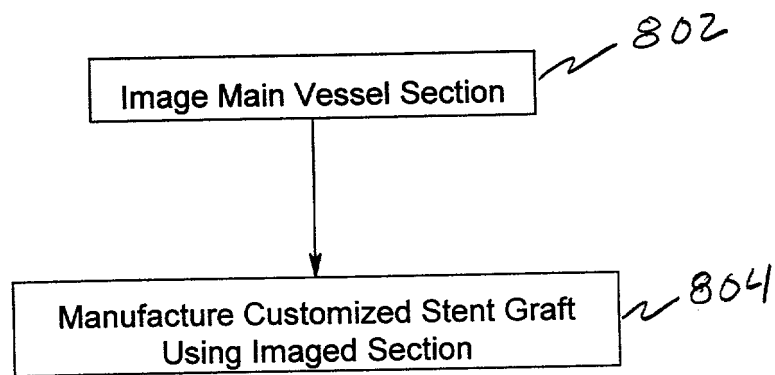 802
Image Main Vessel Section
804
Manufacture Customized Stent Graft
Using Imaged Section